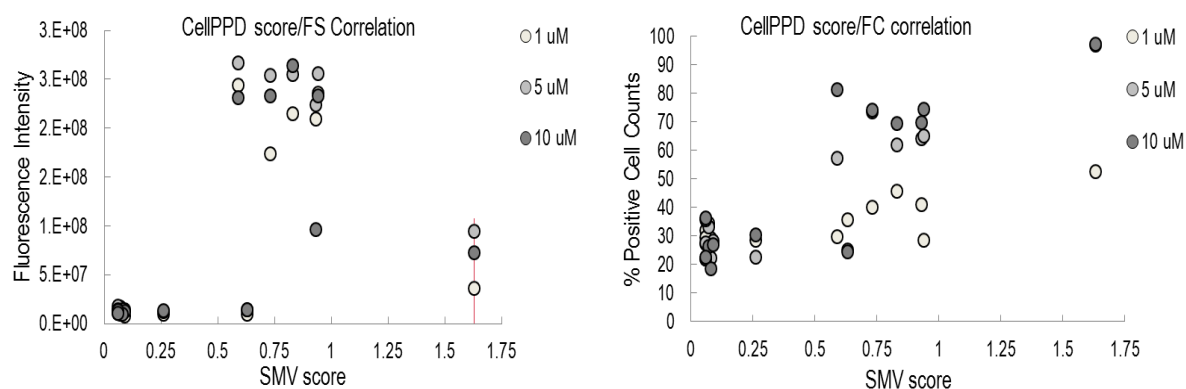 CellPPD score/FS Correlation
3.E+08
3.E+08
2.E+08
2.E+08
1.E+08
5.E+07
0.E+00
Fluorescence Intensity
0 0.25 0.5 0.75 1 1.25 1.5 1.75
SMV score
1 uM
5 uM
10 uM
CellPPD score/FC correlation
100
90
80
70
60
50
40
30
20
10
0
% Positive Cell Counts
0 0.25 0.5 0.75 1 1.25 1.5 1.75
SMV score
1 uM
5 uM
10 uM